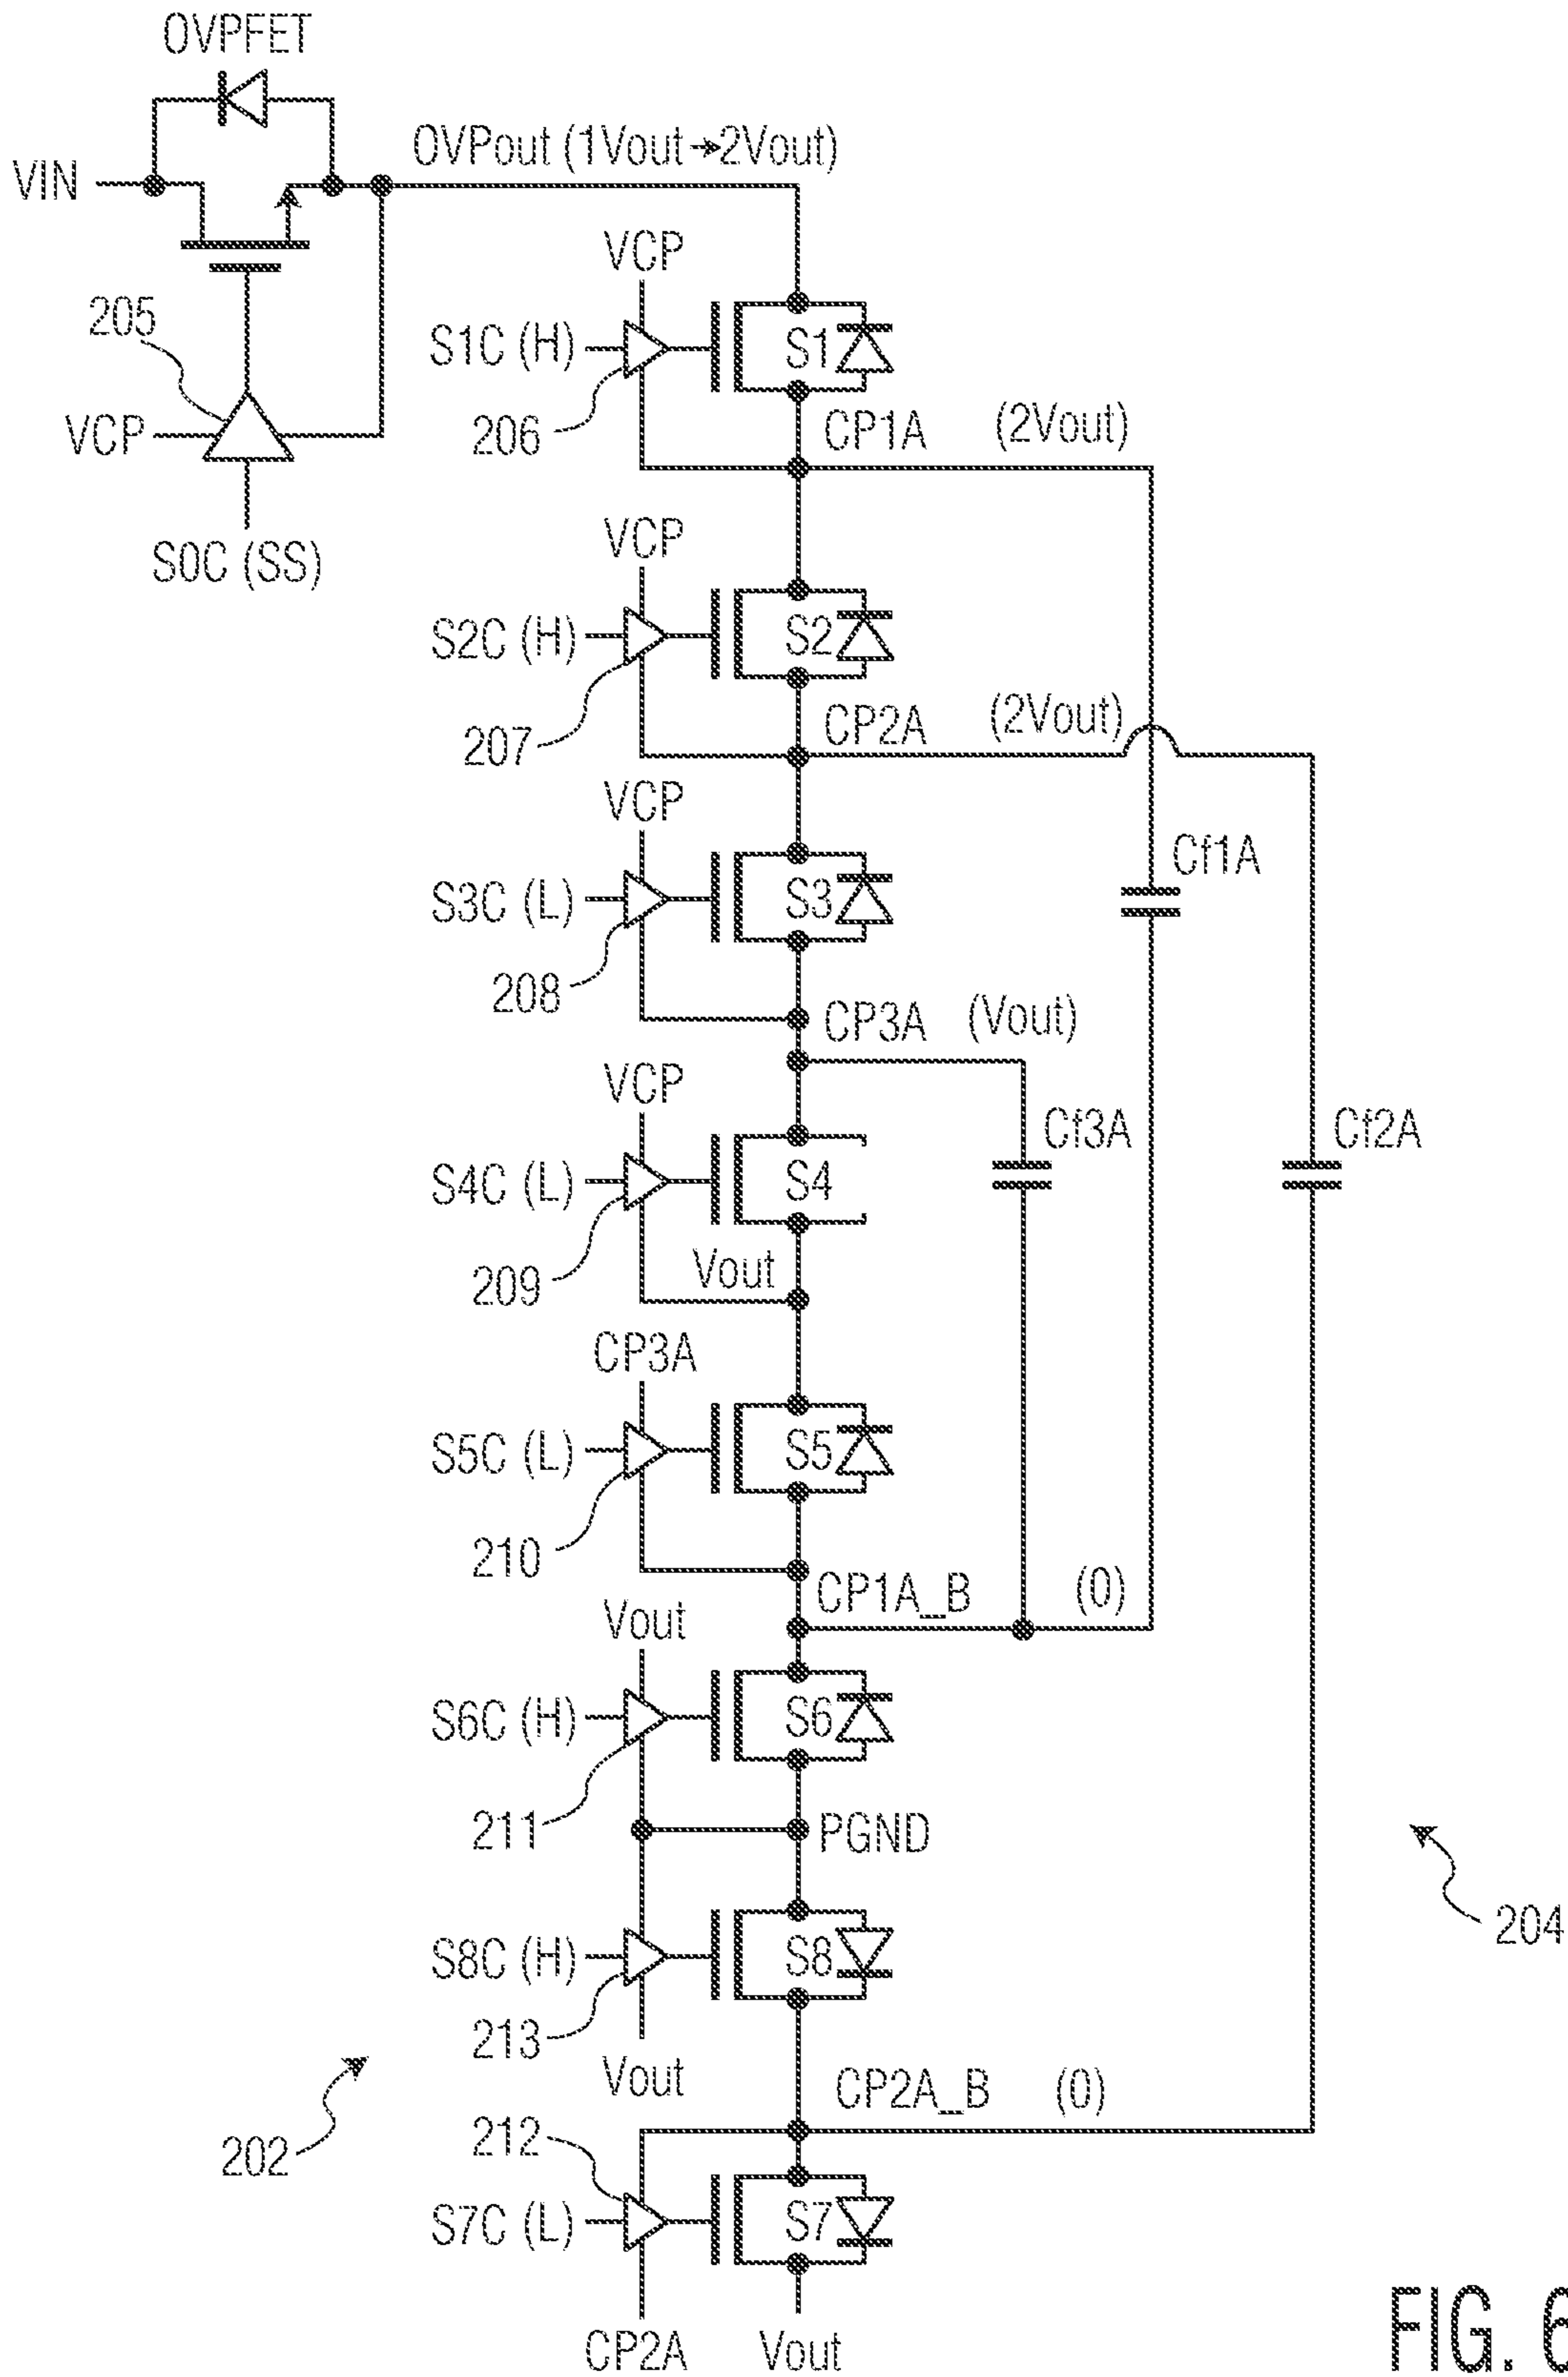 OVPFET
OVPout (1Vout→2Vout)
VIN
VCP
205
S1C (H)
S1
206
VCP
CP1A (2Vout)
S0C (SS)
VCP
S2C (H)
S2
207
CP2A (2Vout)
VCP
Cf1A
S3C (L)
S3
208
CP3A (Vout)
VCP
Cf3A
Cf2A
S4C (L)
S4
209
Vout
CP3A
S5C (L)
S5
210
CP1A_B (0)
Vout
S6C (H)
S6
211
PGND
204
S8C (H)
S8
213
Vout
CP2A_B (0)
202
212
S7C (L)
S7
CP2A
Vout
FIG. 6